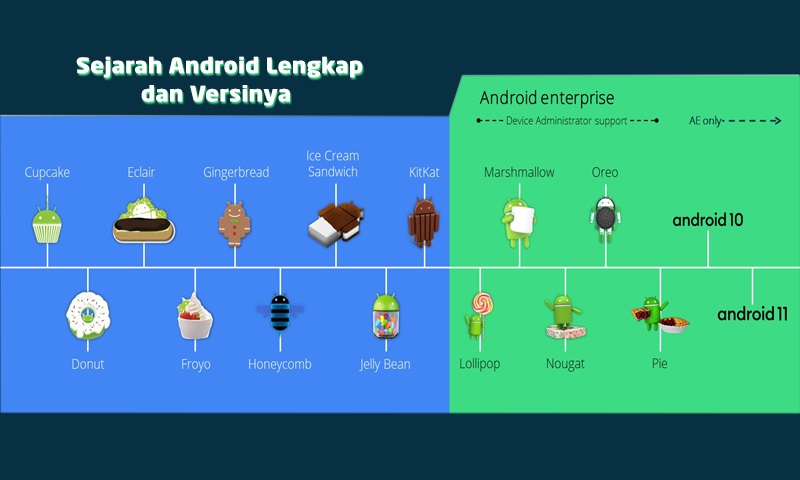 Sejarah Android Lengkap
dan Versinya
Android enterprise
Device Administrator support
AE only
Cupcake
Eclair
Gingerbread
Ice Cream
Sandwich
KitKat
Marshmallow
Oreo
android 10
android 11
Donut
Froyo
Honeycomb
Jelly Bean
Lollipop
Nougat
Pie